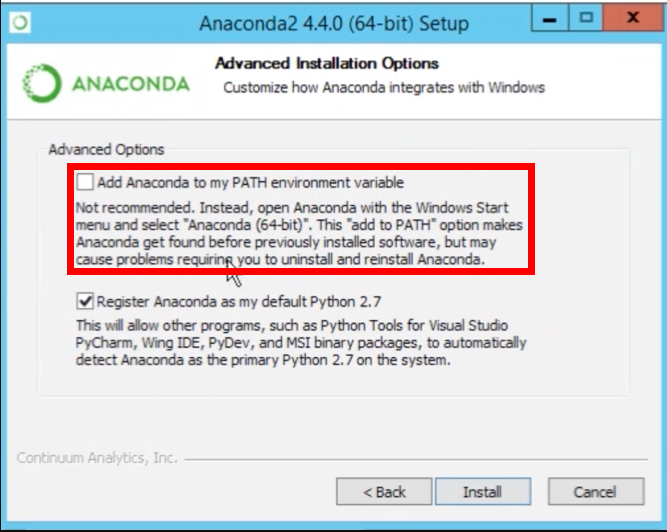 Anaconda2 4.4.0 (64-bit) Setup
ANACONDA
Advanced Installation Options
Customize how Anaconda integrates with Windows
Advanced Options
Add Anaconda to my PATH environment variable
Not recommended. Instead, open Anaconda with the Windows Start
menu and select "Anaconda (64-bit)". This "add to PATH" option makes
Anaconda get found before previously installed software, but may
cause problems requiring you to uninstall and reinstall Anaconda.
Register Anaconda as my default Python 2.7
This will allow other programs, such as Python Tools for Visual Studio
PyCharm, Wing IDE, PyDev, and MSI binary packages, to automatically
detect Anaconda as the primary Python 2.7 on the system.
Continuum Analytics, Inc.
< Back
Install
Cancel